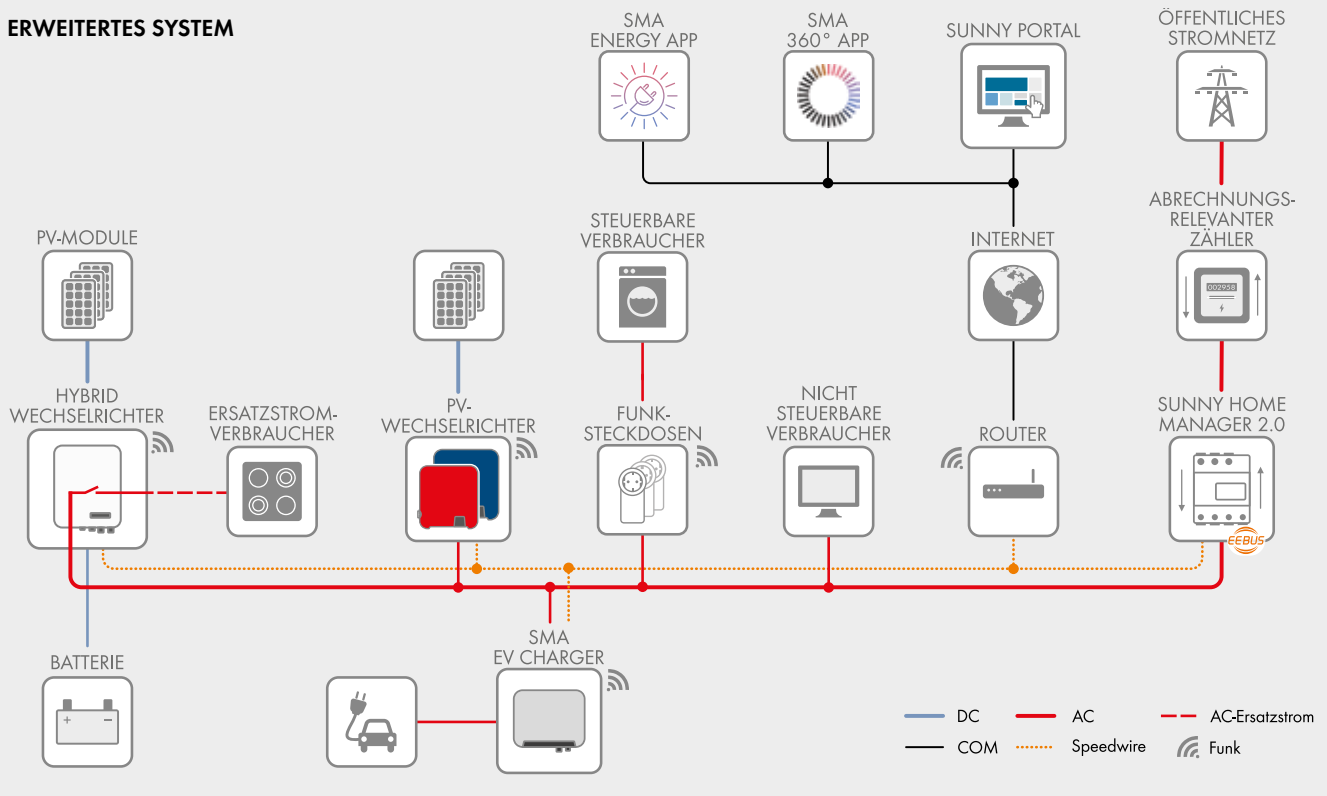 ERWEITERTES SYSTEM
SMA
ENERGY APP
SMA
360° APP
SUNNY PORTAL
ÖFFENTLICHES
STROMNETZ
ABRECHNUNGS-
RELEVANTER
ZÄHLER
002958
PV-MODULE
STEUERBARE
VERBRAUCHER
INTERNET
HYBRID
WECHSELRICHTER
ERSATZSTROM-
VERBRAUCHER
PV-
WECHSELRICHTER
FUNK-
STECKDOSEN
NICHT
STEUERBARE
VERBRAUCHER
ROUTER
SUNNY HOME
MANAGER 2.0
EEBUS
BATTERIE
+ −
SMA
EV CHARGER
DC
AC
AC-Ersatzstrom
COM
Speedwire
Funk